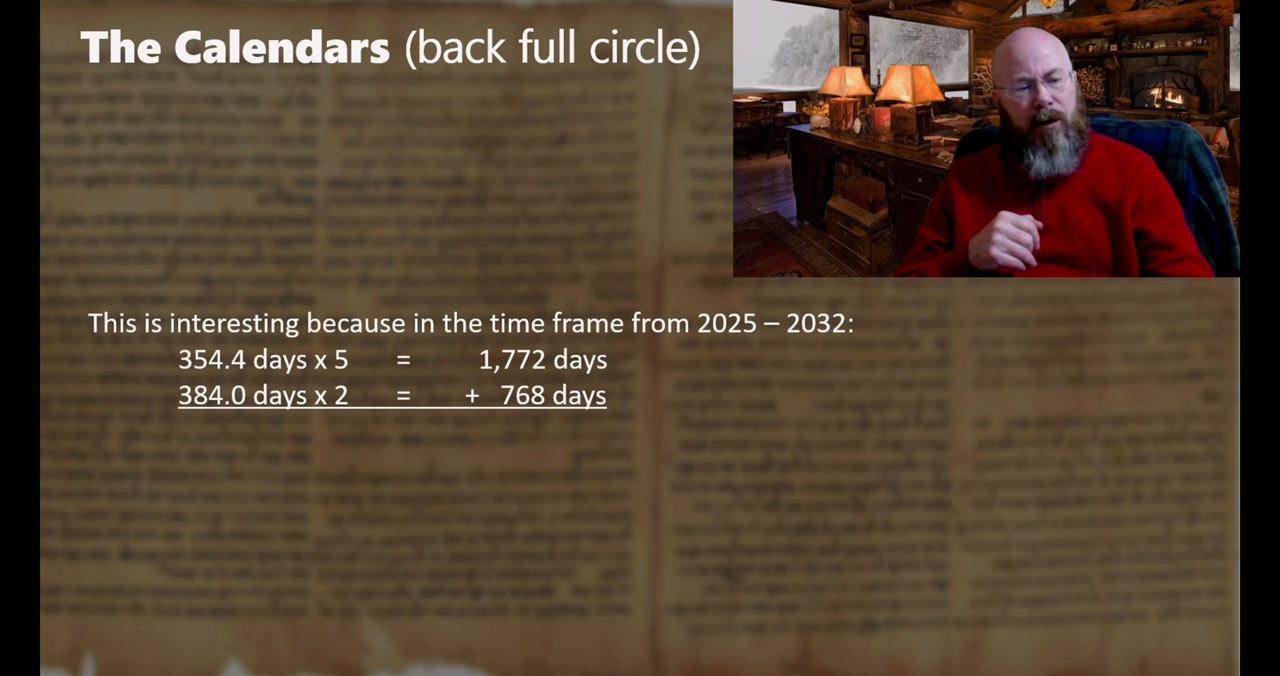 The Calendars (back full circle)
This is interesting because in the time frame from 2025 – 2032:
354.4 days x 5 = 1,772 days
384.0 days x 2 = + 768 days